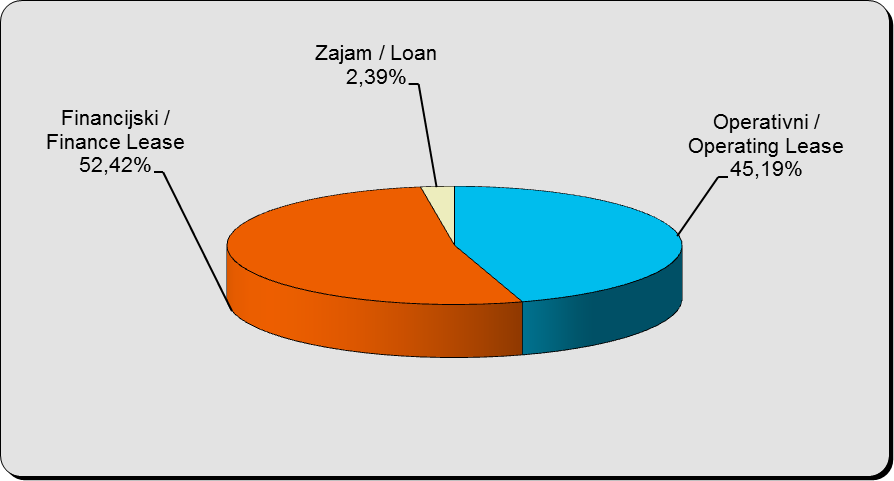 Zajam / Loan
2,39%
Financijski /
Finance Lease
52,42%
Operativni /
Operating Lease
45,19%